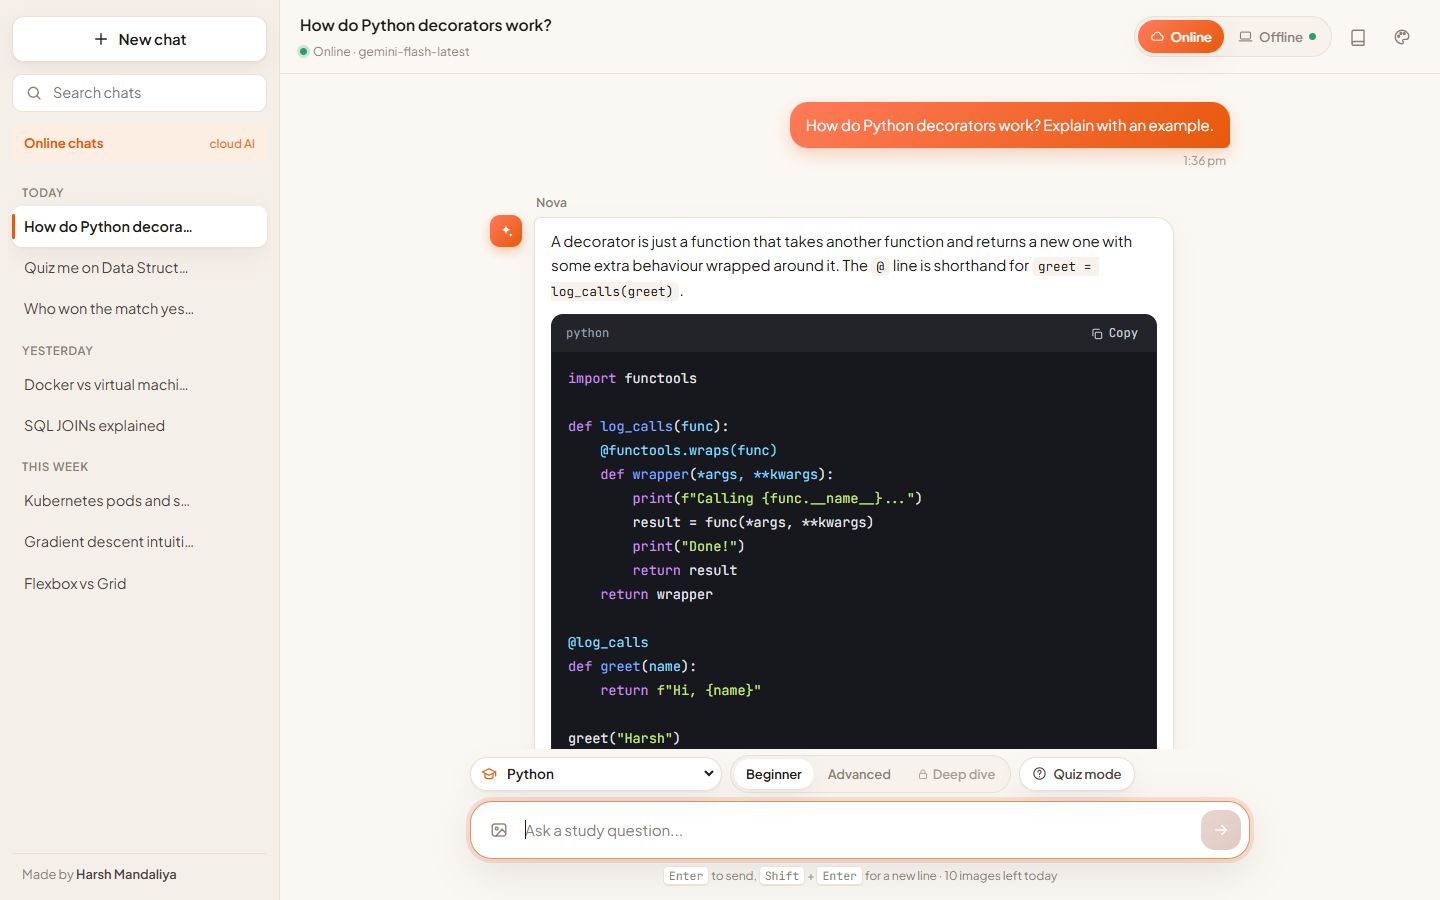 New chat
Search chats
Online chats cloud AI
TODAY
How do Python decora...
Quiz me on Data Struct...
Who won the match yes...
YESTERDAY
Docker vs virtual machi...
SQL JOINs explained
THIS WEEK
Kubernetes pods and s...
Gradient descent intuiti...
Flexbox vs Grid
Made by Harsh Mandaliya
How do Python decorators work?
Online · gemini-flash-latest
Online Offline
How do Python decorators work? Explain with an example.
1:36 pm
Nova
A decorator is just a function that takes another function and returns a new one with
some extra behaviour wrapped around it. The @ line is shorthand for greet =
log_calls(greet) .
python Copy
import functools
def log_calls(func):
    @functools.wraps(func)
    def wrapper(*args, **kwargs):
        print(f"Calling {func.__name__}...")
        result = func(*args, **kwargs)
        print("Done!")
        return result
    return wrapper
@log_calls
def greet(name):
    return f"Hi, {name}"
greet("Harsh")
Python Beginner Advanced Deep dive Quiz mode
Ask a study question...
Enter to send, Shift + Enter for a new line · 10 images left today